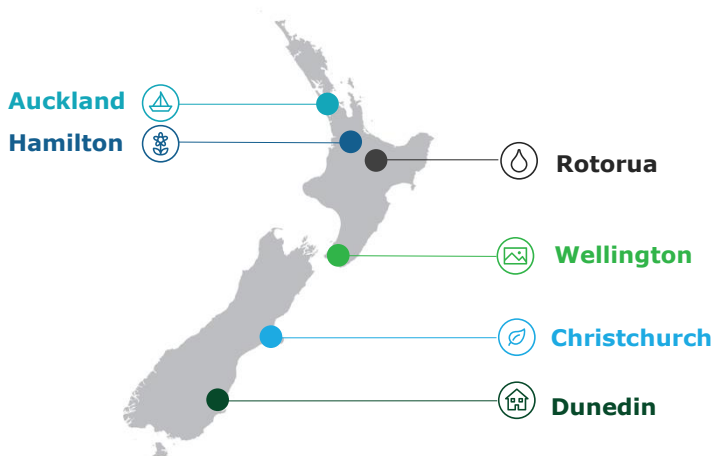 Auckland
Hamilton
Rotorua
Wellington
Christchurch
Dunedin